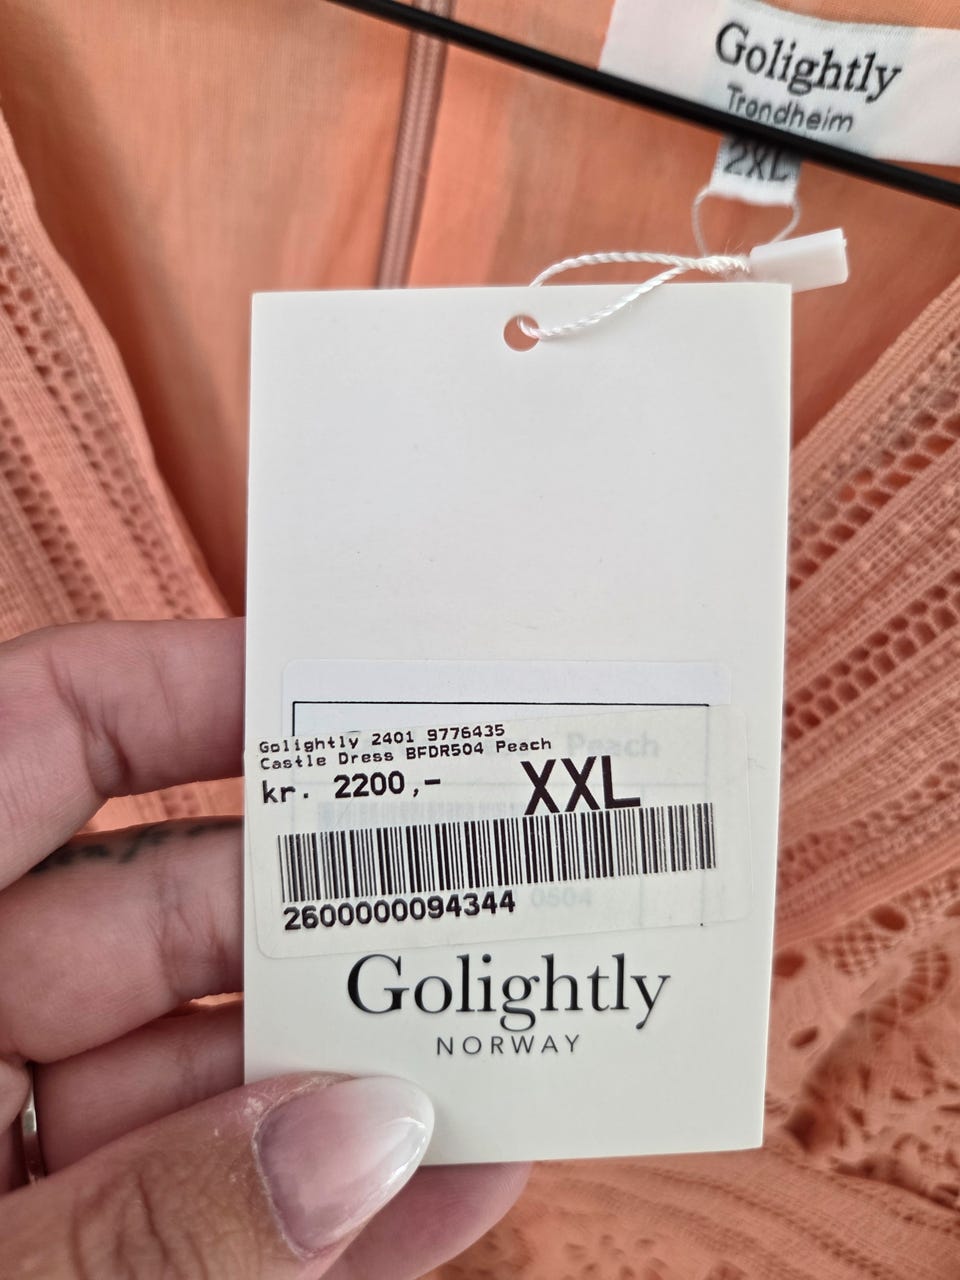 Golightly
Trondheim
2XL
Peach
Golightly 2401 9776435
Castle Dress BFDR504 Peach
kr. 2200,-
XXL
2600000094344
0504
Golightly
NORWAY